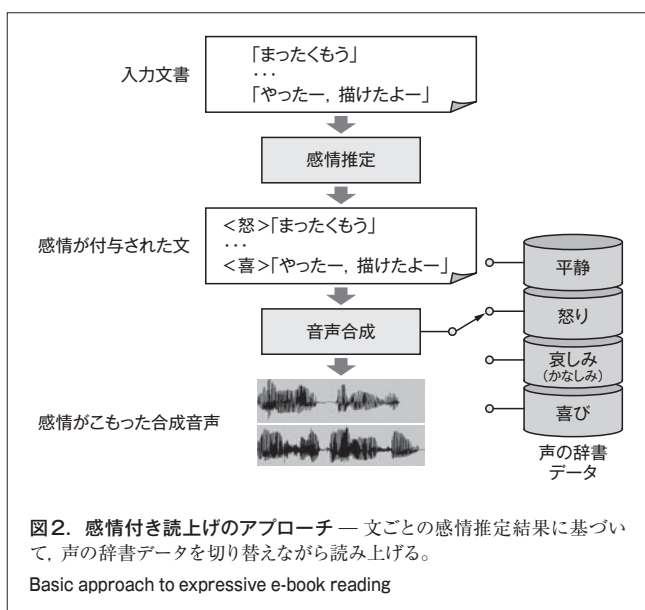 「まったくもう」
・・・
「やったー，描けたよー」
入力文書
感情推定
感情が付与された文
＜怒＞「まったくもう」
・・・
＜喜＞「やったー，描けたよー」
音声合成
感情がこもった合成音声
平静
怒り
哀しみ
（かなしみ）
喜び
声の辞書
データ
図2．感情付き読上げのアプローチ — 文ごとの感情推定結果に基づい
て，声の辞書データを切り替えながら読み上げる。
Basic approach to expressive e-book reading